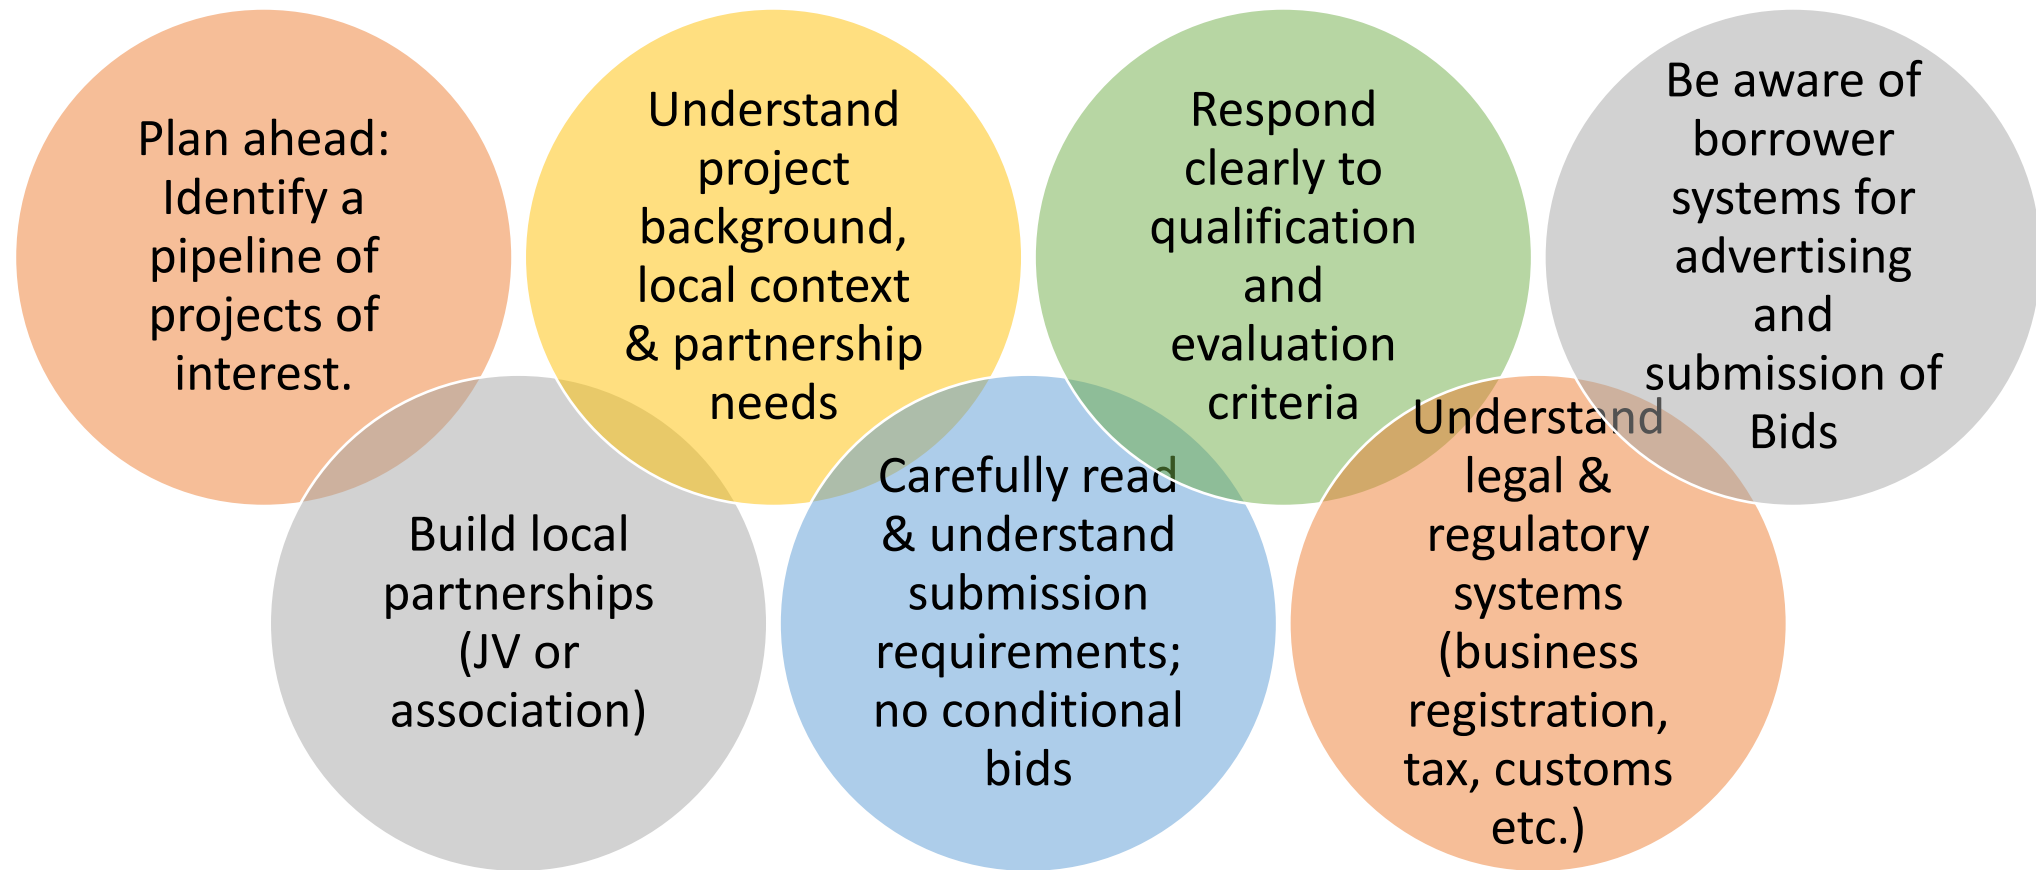 Plan ahead:
Identify a
pipeline of
projects of
interest.
Build local
partnerships
(JV or
association)
Understand
project
background,
local context
& partnership
needs
Carefully read
& understand
submission
requirements;
no conditional
bids
Respond
clearly to
qualification
and
evaluation
criteria
Understand
legal &
regulatory
systems
(business
registration,
tax, customs
etc.)
Be aware of
borrower
systems for
advertising
and
submission of
Bids